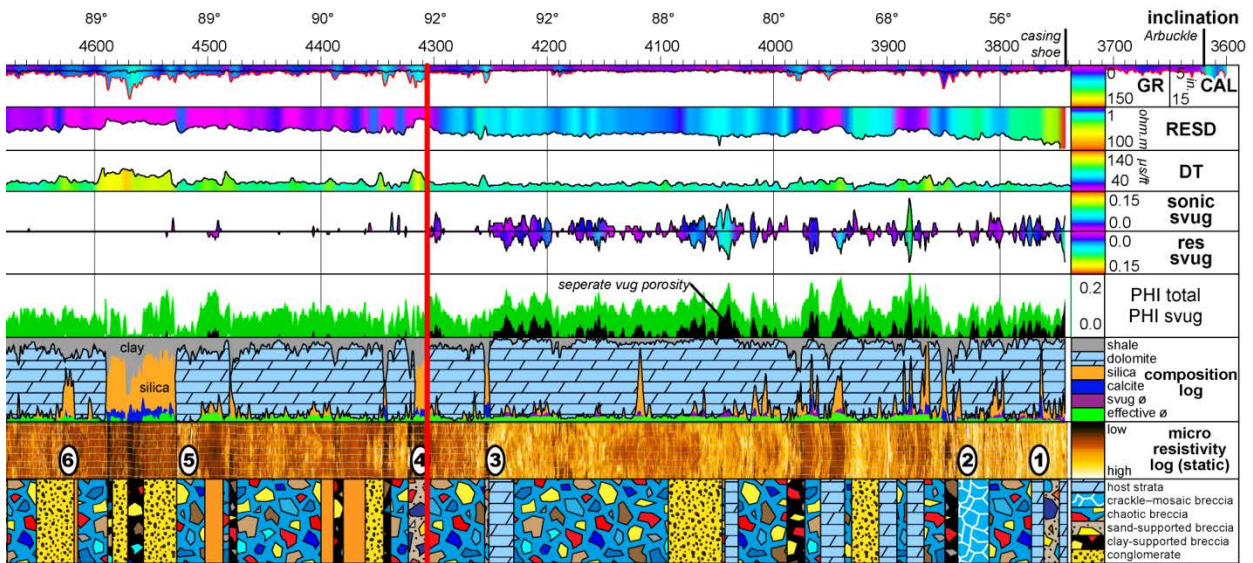 89° 89° 90° 92° 92° 88° 80° 68° 56° inclination
casing shoe Arbuckle
4600 4500 4400 4300 4200 4100 4000 3900 3800 3700 3600
0 150 GR 5 in. 15 CAL
1 100 ohm.m RESD
140 40 µs/ft DT
0.15 0.0 sonic svug
0.0 0.15 res svug
seperate vug porosity
0.2 0.0 PHI total
PHI svug
clay
silica
shale
dolomite
silica
calcite
svug ø
effective ø
composition log
6 5 4 3 2 1
low
high
micro resistivity log (static)
host strata
crackle–mosaic breccia
chaotic breccia
sand-supported breccia
clay-supported breccia
conglomerate